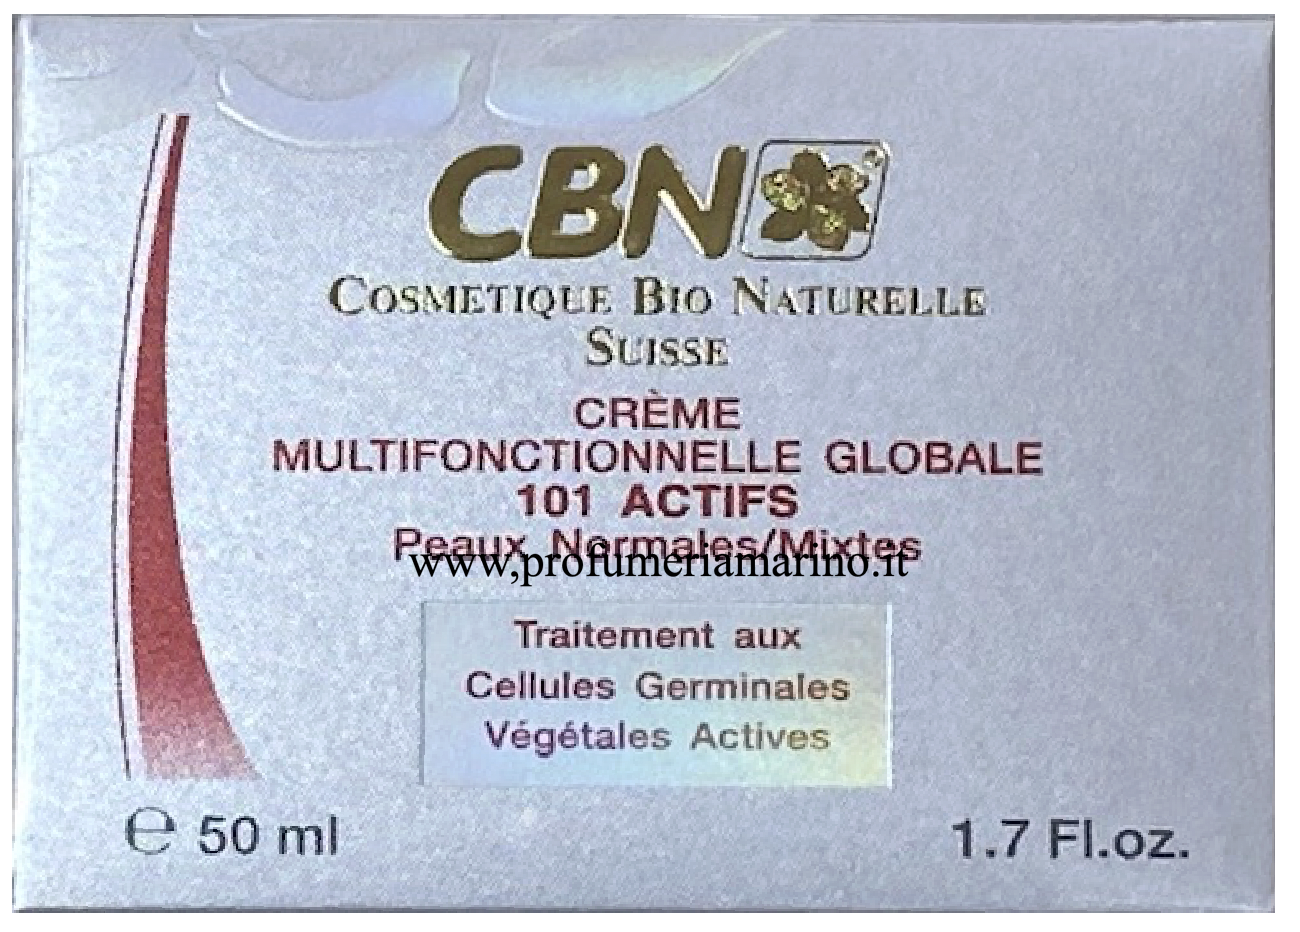 CBN
COSMETIQUE BIO NATURELLE
SUISSE
CRÈME
MULTIFONCTIONNELLE GLOBALE
101 ACTIFS
Peaux Normales/Mixtes
www,profumeriamarino.it
Traitement aux
Cellules Germinales
Végétales Actives
℮ 50 ml
1.7 Fl.oz.